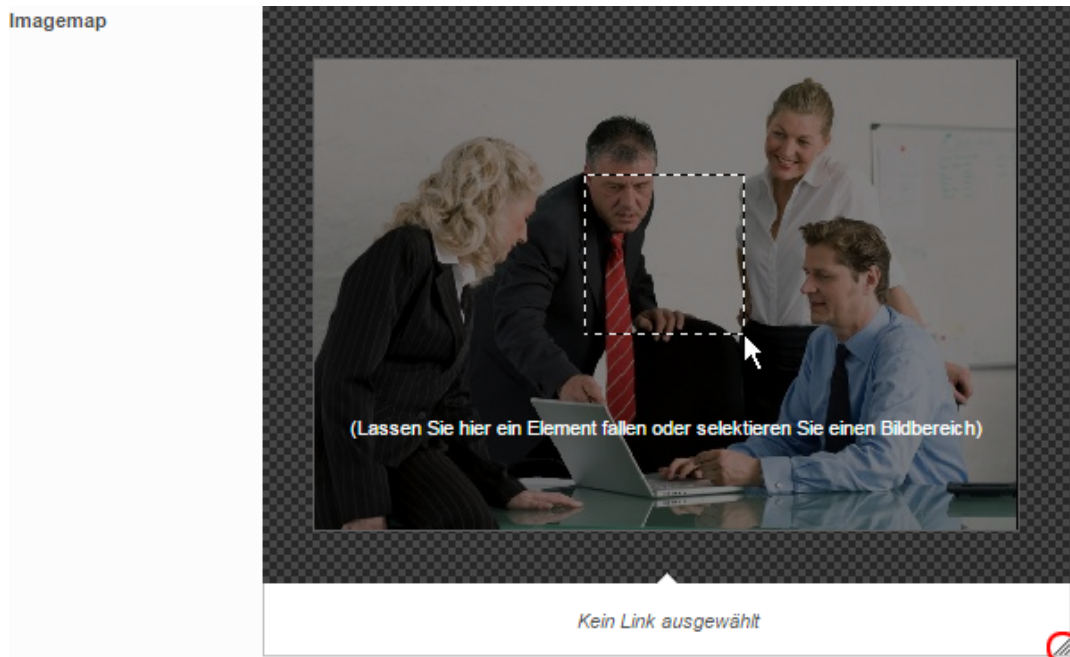 Imagemap
(Lassen Sie hier ein Element fallen oder selektieren Sie einen Bildbereich)
Kein Link ausgewählt